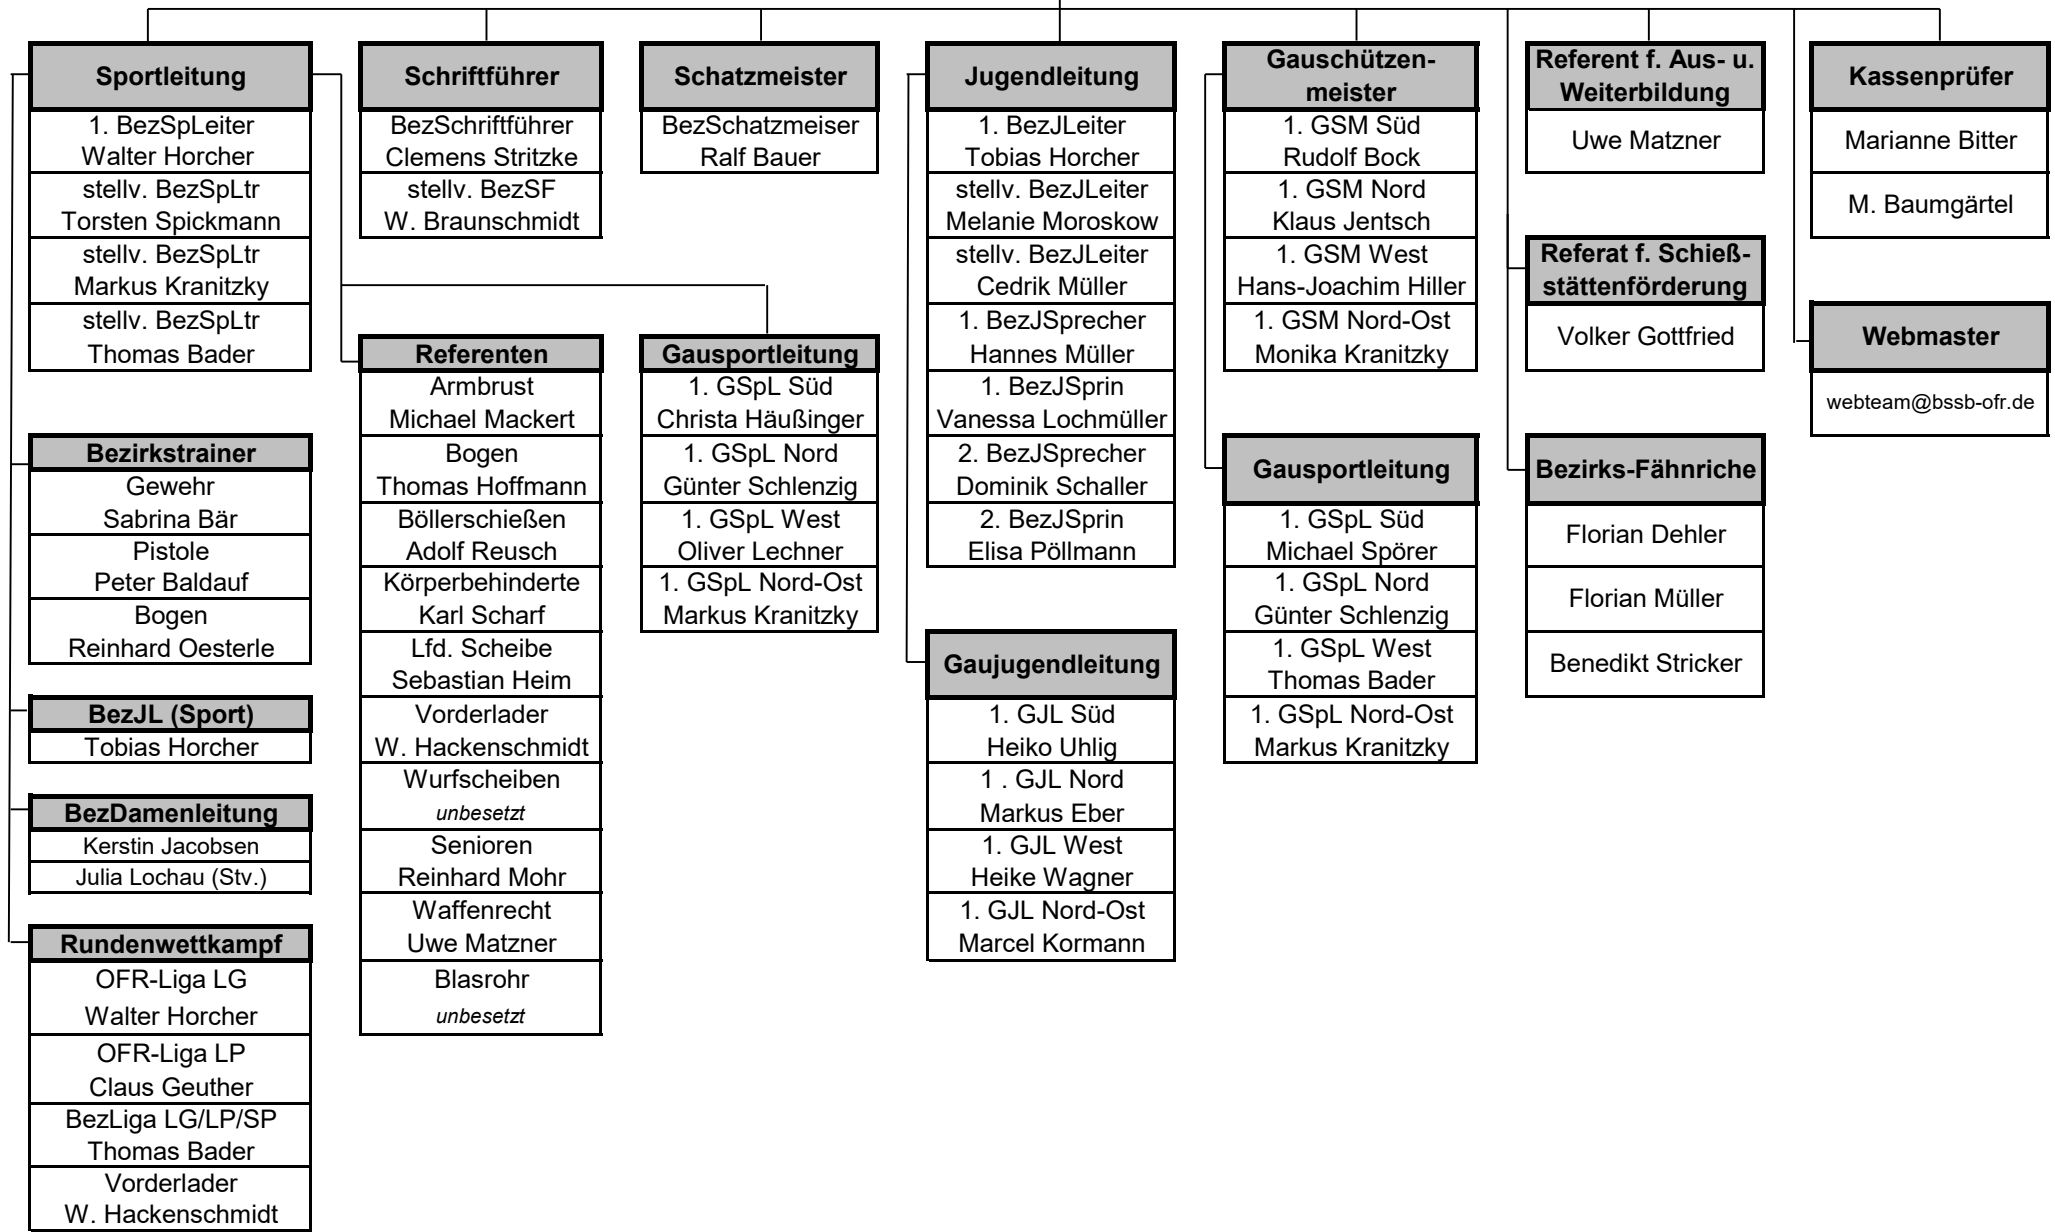 Sportleitung
1. BezSpLeiter
Walter Horcher
stellv. BezSpLtr
Torsten Spickmann
stellv. BezSpLtr
Markus Kranitzky
stellv. BezSpLtr
Thomas Bader
Bezirkstrainer
Gewehr
Sabrina Bär
Pistole
Peter Baldauf
Bogen
Reinhard Oesterle
BezJL (Sport)
Tobias Horcher
BezDamenleitung
Kerstin Jacobsen
Julia Lochau (Stv.)
Rundenwettkampf
OFR-Liga LG
Walter Horcher
OFR-Liga LP
Claus Geuther
BezLiga LG/LP/SP
Thomas Bader
Vorderlader
W. Hackenschmidt
Schriftführer
BezSchriftführer
Clemens Stritzke
stellv. BezSF
W. Braunschmidt
Referenten
Armbrust
Michael Mackert
Bogen
Thomas Hoffmann
Böllerschießen
Adolf Reusch
Körperbehinderte
Karl Scharf
Lfd. Scheibe
Sebastian Heim
Vorderlader
W. Hackenschmidt
Wurfscheiben
unbesetzt
Senioren
Reinhard Mohr
Waffenrecht
Uwe Matzner
Blasrohr
unbesetzt
Schatzmeister
BezSchatzmeiser
Ralf Bauer
Gausportleitung
1. GSpL Süd
Christa Häußinger
1. GSpL Nord
Günter Schlenzig
1. GSpL West
Oliver Lechner
1. GSpL Nord-Ost
Markus Kranitzky
Jugendleitung
1. BezJLeiter
Tobias Horcher
stellv. BezJLeiter
Melanie Moroskow
stellv. BezJLeiter
Cedrik Müller
1. BezJSprecher
Hannes Müller
1. BezJSprin
Vanessa Lochmüller
2. BezJSprecher
Dominik Schaller
2. BezJSprin
Elisa Pöllmann
Gaujugendleitung
1. GJL Süd
Heiko Uhlig
1 . GJL Nord
Markus Eber
1. GJL West
Heike Wagner
1. GJL Nord-Ost
Marcel Kormann
Gauschützen-
meister
1. GSM Süd
Rudolf Bock
1. GSM Nord
Klaus Jentsch
1. GSM West
Hans-Joachim Hiller
1. GSM Nord-Ost
Monika Kranitzky
Gausportleitung
1. GSpL Süd
Michael Spörer
1. GSpL Nord
Günter Schlenzig
1. GSpL West
Thomas Bader
1. GSpL Nord-Ost
Markus Kranitzky
Referent f. Aus- u.
Weiterbildung
Uwe Matzner
Referat f. Schieß-
stättenförderung
Volker Gottfried
Bezirks-Fähnriche
Florian Dehler
Florian Müller
Benedikt Stricker
Kassenprüfer
Marianne Bitter
M. Baumgärtel
Webmaster
webteam@bssb-ofr.de